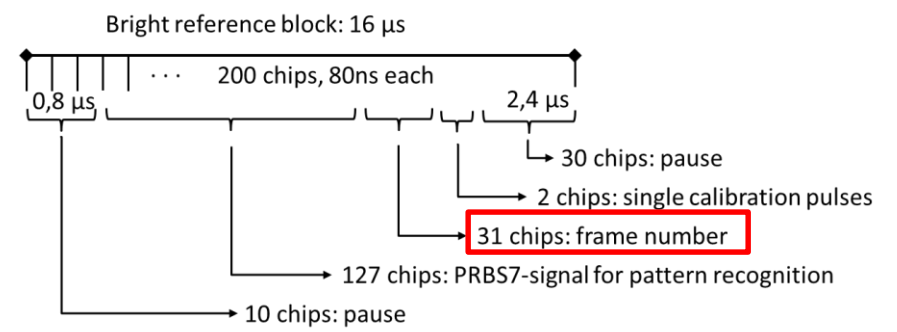 Bright reference block: 16 µs
... 200 chips, 80ns each
0,8 µs 2,4 µs
30 chips: pause
2 chips: single calibration pulses
31 chips: frame number
127 chips: PRBS7-signal for pattern recognition
10 chips: pause